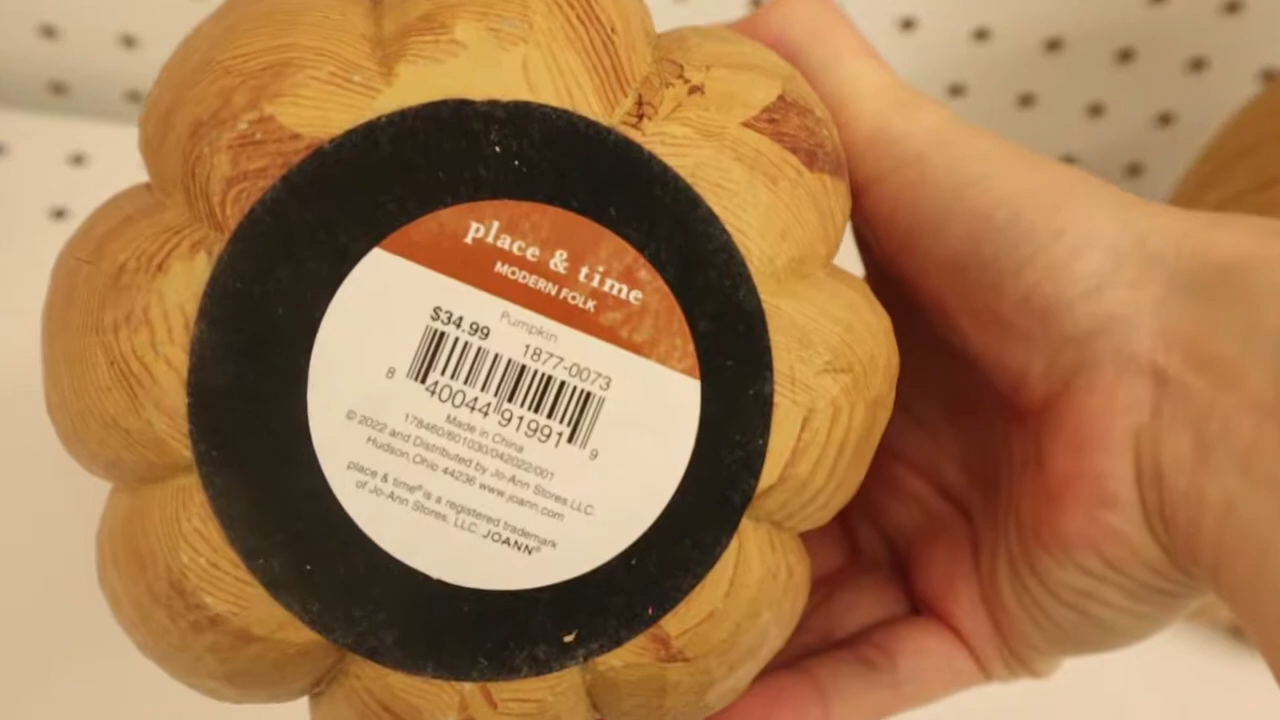 place & time
MODERN FOLK
Pumpkin
$34.99
1877-0073
8 40044 91991 9
Made in China
178460/601030/042022/001
© 2022 and Distributed by Jo-Ann Stores,LLC.
Hudson,Ohio 44236 www.joann.com
place & time® is a registered trademark
of Jo-Ann Stores, LLC. JOANN®